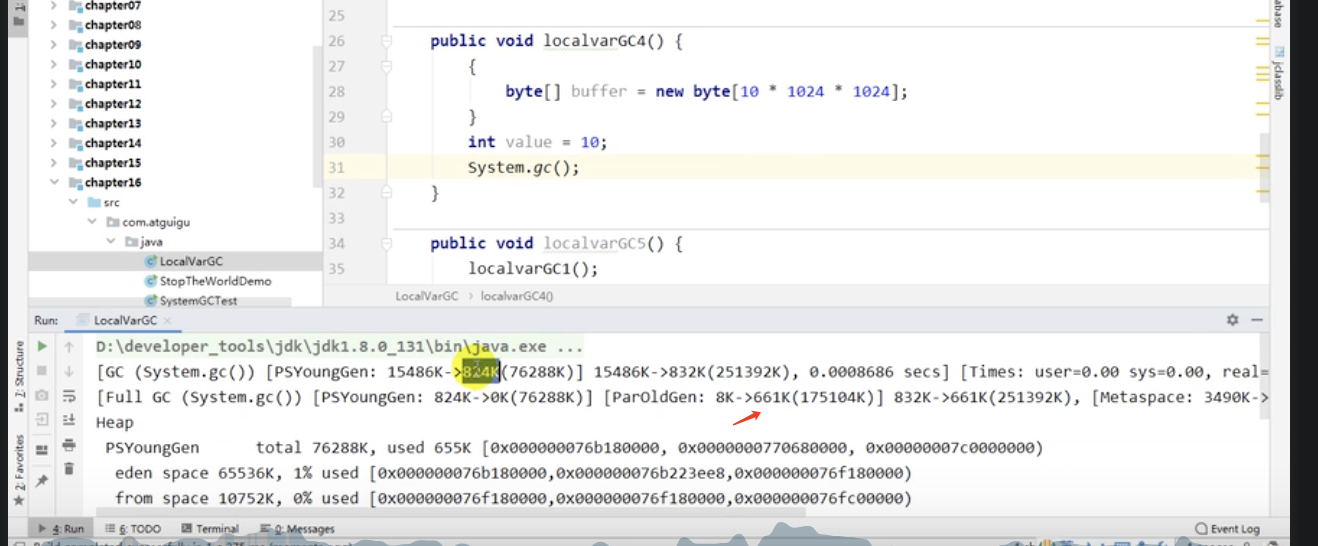 chapter07
chapter08
chapter09
chapter10
chapter11
chapter12
chapter13
chapter14
chapter15
chapter16
src
com.atguigu
java
LocalVarGC
StopTheWorldDemo
SystemGCTest
25
26 public void localvarGC4() {
27 {
28 byte[] buffer = new byte[10 * 1024 * 1024];
29 }
30 int value = 10;
31 System.gc();
32 }
33
34 public void localvarGC5() {
35 localvarGC1();
LocalVarGC > localvarGC4()
jclasslib
Run: LocalVarGC ×
D:\developer_tools\jdk\jdk1.8.0_131\bin\java.exe ...
[GC (System.gc()) [PSYoungGen: 15486K->824K(76288K)] 15486K->832K(251392K), 0.0008686 secs] [Times: user=0.00 sys=0.00, real=
[Full GC (System.gc()) [PSYoungGen: 824K->0K(76288K)] [ParOldGen: 8K->661K(175104K)] 832K->661K(251392K), [Metaspace: 3490K->
Heap
PSYoungGen total 76288K, used 655K [0x000000076b180000, 0x0000000770680000, 0x00000007c0000000)
eden space 65536K, 1% used [0x000000076b180000,0x000000076b223ee8,0x000000076f180000)
from space 10752K, 0% used [0x000000076f180000,0x000000076f180000,0x000000076fc00000)
Z: Structure
2: Favorites
4: Run 6: TODO Terminal 0: Messages Event Log